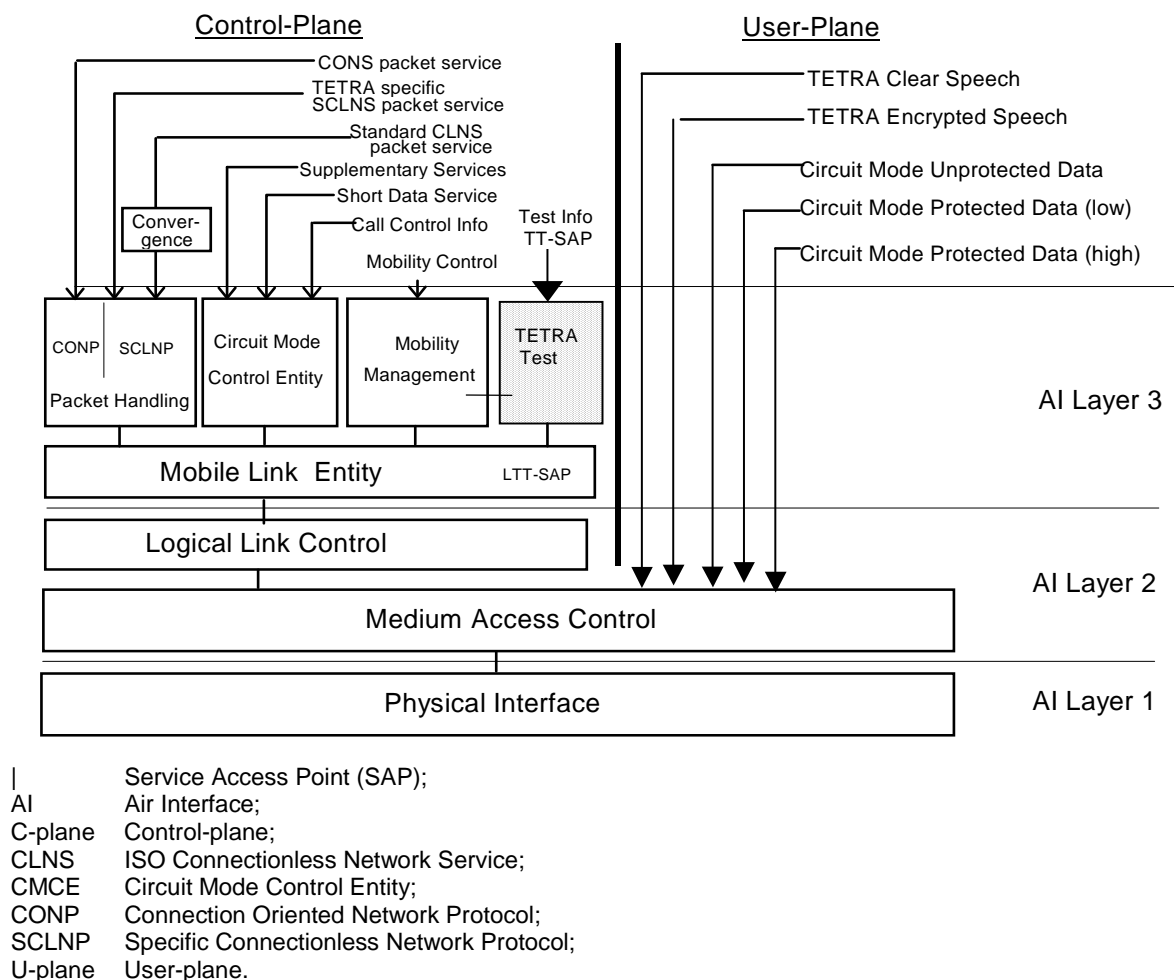 Control-Plane
User-Plane
CONS packet service
TETRA specific
SCLNS packet service
Standard CLNS
packet service
Supplementary Services
Short Data Service
Call Control Info
Mobility Control
Conver-
gence
Test Info
TT-SAP
TETRA Clear Speech
TETRA Encrypted Speech
Circuit Mode Unprotected Data
Circuit Mode Protected Data (low)
Circuit Mode Protected Data (high)
CONP
SCLNP
Packet Handling
Circuit Mode
Control Entity
Mobility
Management
TETRA
Test
AI Layer 3
Mobile Link Entity
LTT-SAP
Logical Link Control
AI Layer 2
Medium Access Control
Physical Interface
AI Layer 1
| Service Access Point (SAP);
AI Air Interface;
C-plane Control-plane;
CLNS ISO Connectionless Network Service;
CMCE Circuit Mode Control Entity;
CONP Connection Oriented Network Protocol;
SCLNP Specific Connectionless Network Protocol;
U-plane User-plane.